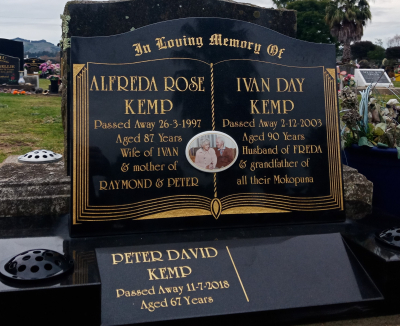 In Loving Memory Of
ALFREDA ROSE
KEMP
Passed Away 26-3-1997
Aged 87 Years
Wife of IVAN
& mother of
RAYMOND & PETER
IVAN DAY
KEMP
Passed Away 2-12-2003
Aged 90 Years
Husband of FREDA
& grandfather of
all their Mokopuna
PETER DAVID
KEMP
Passed Away 11-7-2018
Aged 67 Years